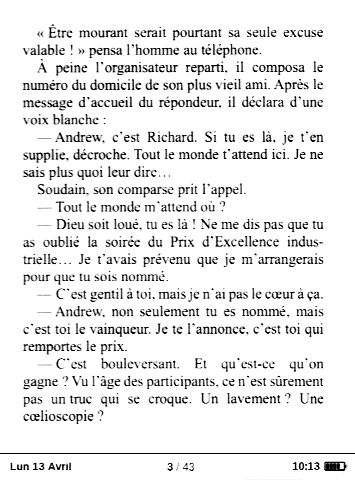 « Être mourant serait pourtant sa seule excuse
valable ! » pensa l'homme au téléphone.
À peine l'organisateur reparti, il composa le
numéro du domicile de son plus vieil ami. Après le
message d'accueil du répondeur, il déclara d'une
voix blanche :
— Andrew, c'est Richard. Si tu es là, je t'en
supplie, décroche. Tout le monde t'attend ici. Je ne
sais plus quoi leur dire…
Soudain, son comparse prit l'appel.
— Tout le monde m'attend où ?
— Dieu soit loué, tu es là ! Ne me dis pas que tu
as oublié la soirée du Prix d'Excellence indus-
trielle… Je t'avais prévenu que je m'arrangerais
pour que tu sois nommé.
— C'est gentil à toi, mais je n'ai pas le cœur à ça.
— Andrew, non seulement tu es nommé, mais
c'est toi le vainqueur. Je te l'annonce, c'est toi qui
remportes le prix.
— C'est bouleversant. Et qu'est-ce qu'on
gagne ? Vu l'âge des participants, ce n'est sûrement
pas un truc qui se croque. Un lavement ? Une
cœlioscopie ?
Lun 13 Avril 3 / 43 10:13